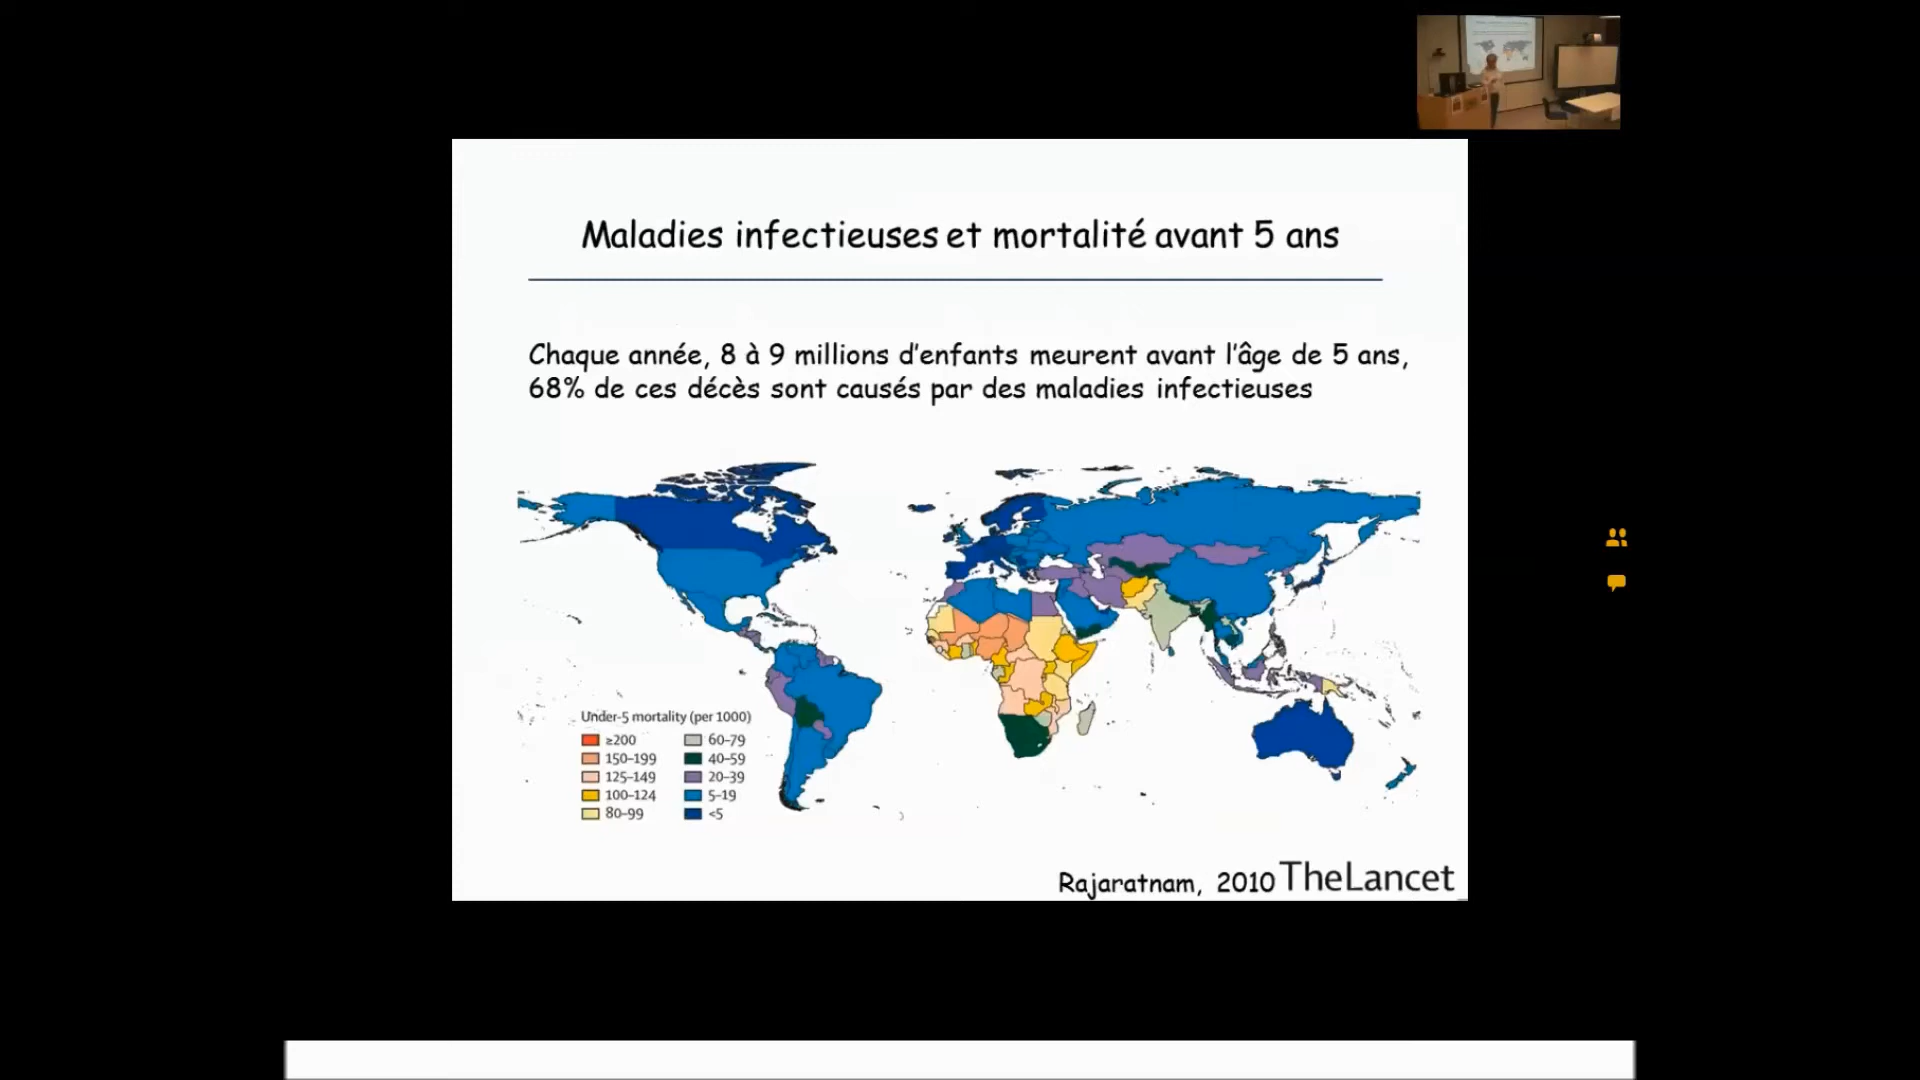 Maladies infectieuses et mortalité avant 5 ans
Chaque année, 8 à 9 millions d'enfants meurent avant l'âge de 5 ans,
68% de ces décès sont causés par des maladies infectieuses
Under-5 mortality (per 1000)
≥200
150–199
125–149
100–124
80–99
60–79
40–59
20–39
5–19
<5
Rajaratnam, 2010 TheLancet